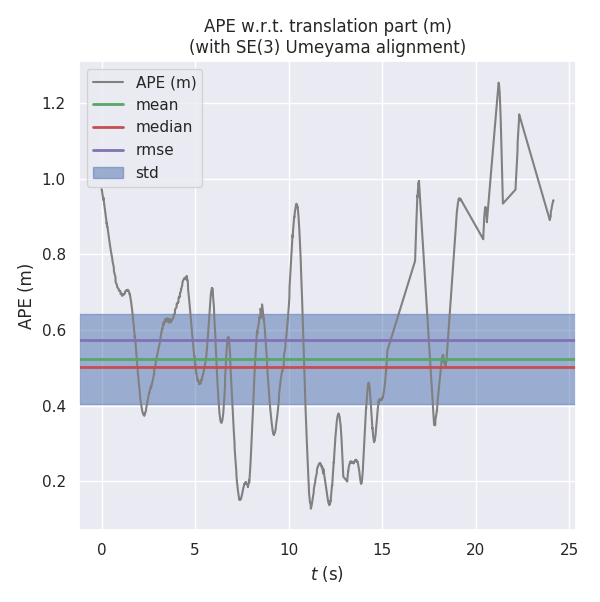 APE w.r.t. translation part (m)
(with SE(3) Umeyama alignment)
APE (m)
mean
median
rmse
std
APE (m)
1.2
1.0
0.8
0.6
0.4
0.2
0
5
10
15
20
25
t (s)